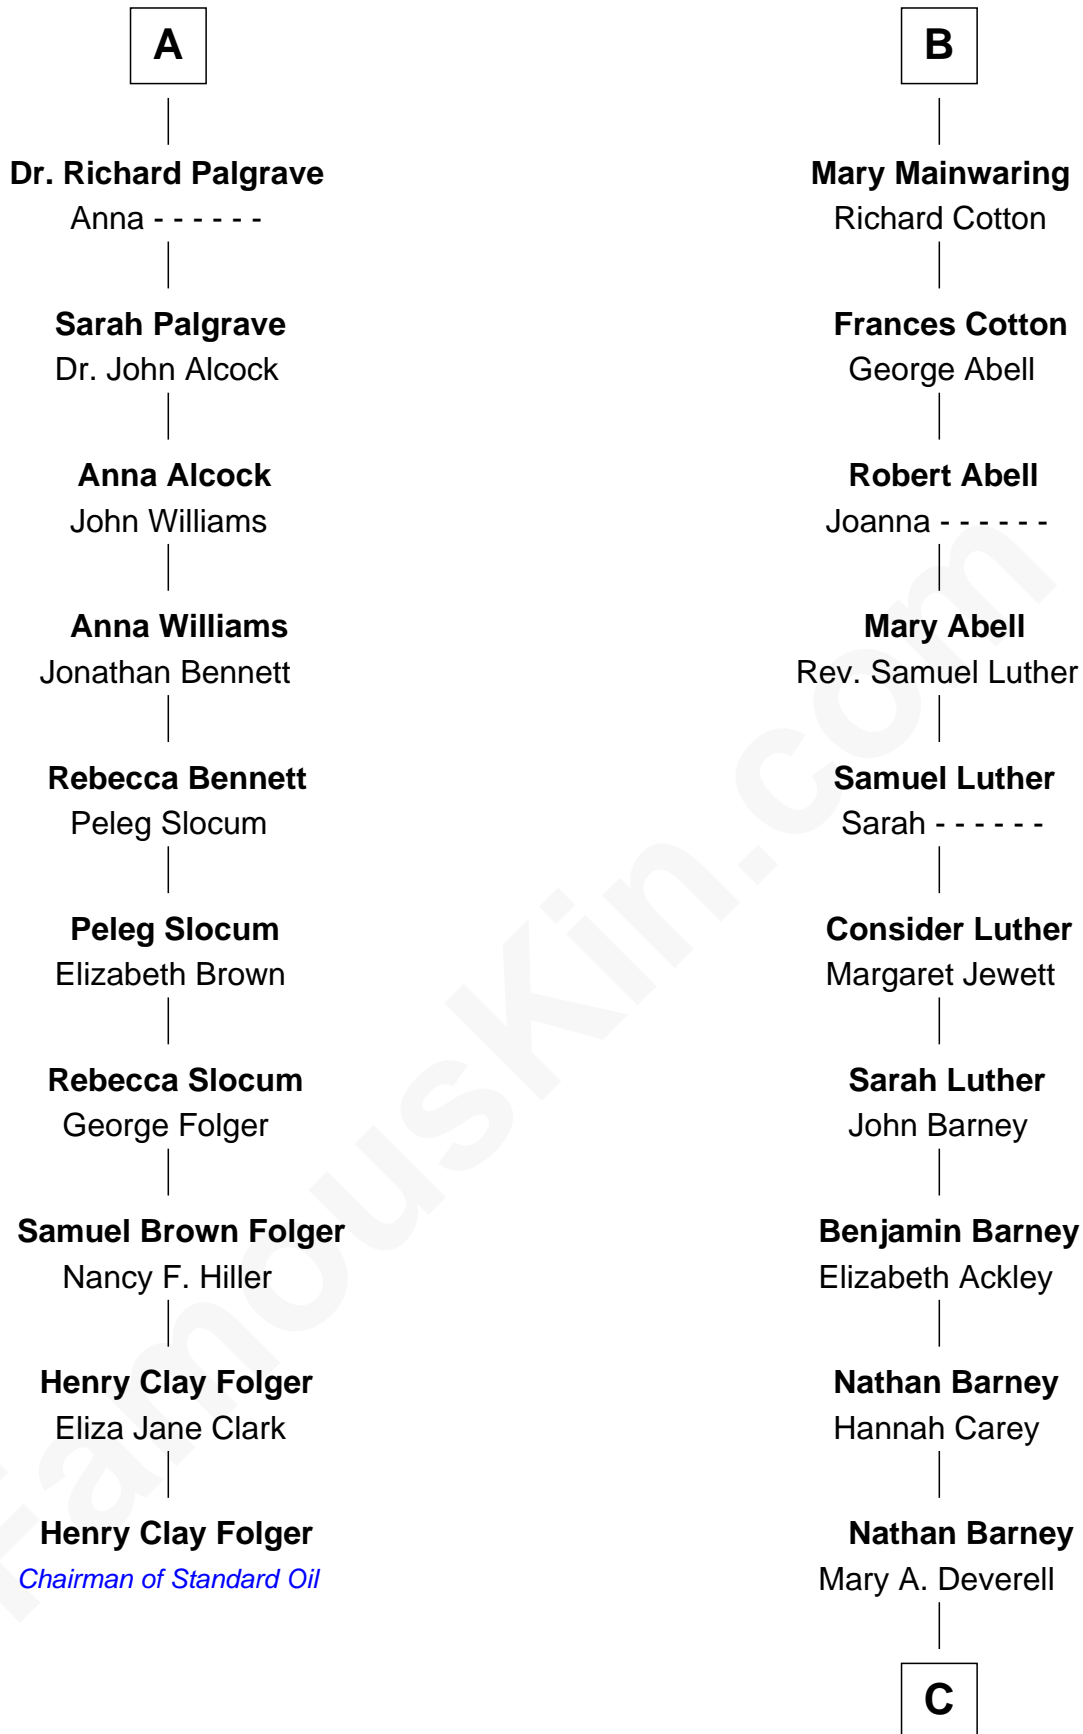 A
Dr. Richard Palgrave
Anna - - - - - -
Sarah Palgrave
Dr. John Alcock
Anna Alcock
John Williams
Anna Williams
Jonathan Bennett
Rebecca Bennett
Peleg Slocum
Peleg Slocum
Elizabeth Brown
Rebecca Slocum
George Folger
Samuel Brown Folger
Nancy F. Hiller
Henry Clay Folger
Eliza Jane Clark
Henry Clay Folger
Chairman of Standard Oil
B
Mary Mainwaring
Richard Cotton
Frances Cotton
George Abell
Robert Abell
Joanna - - - - - -
Mary Abell
Rev. Samuel Luther
Samuel Luther
Sarah - - - - - -
Consider Luther
Margaret Jewett
Sarah Luther
John Barney
Benjamin Barney
Elizabeth Ackley
Nathan Barney
Hannah Carey
Nathan Barney
Mary A. Deverell
C
FamousKin.com